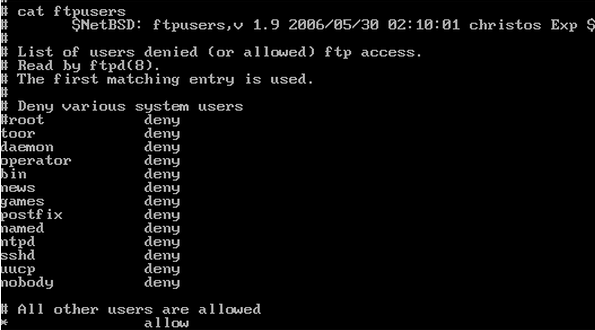 # cat ftpusers
# $NetBSD: ftpusers,v 1.9 2006/05/30 02:10:01 christos Exp $
#
# List of users denied (or allowed) ftp access.
# Read by ftpd(8).
# The first matching entry is used.
#
# Deny various system users
#root deny
toor deny
daemon deny
operator deny
bin deny
news deny
games deny
postfix deny
named deny
ntpd deny
sshd deny
uucp deny
nobody deny
# All other users are allowed
* allow